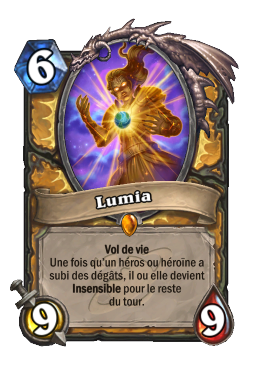 6
Lumia
Vol de vie
Une fois qu'un héros ou héroïne a
subi des dégâts, il ou elle devient
Insensible pour le reste
du tour.
9
9